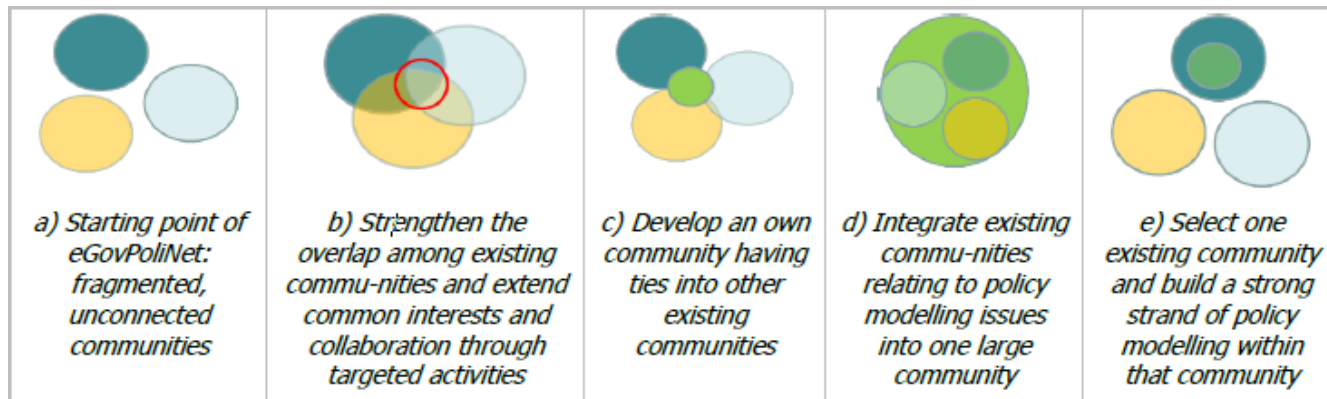 a) Starting point of
eGovPoliNet:
fragmented,
unconnected
communities
b) Strengthen the
overlap among existing
commu-nities and extend
common interests and
collaboration through
targeted activities
c) Develop an own
community having
ties into other
existing
communities
d) Integrate existing
commu-nities
relating to policy
modelling issues
into one large
community
e) Select one
existing community
and build a strong
strand of policy
modelling within
that community